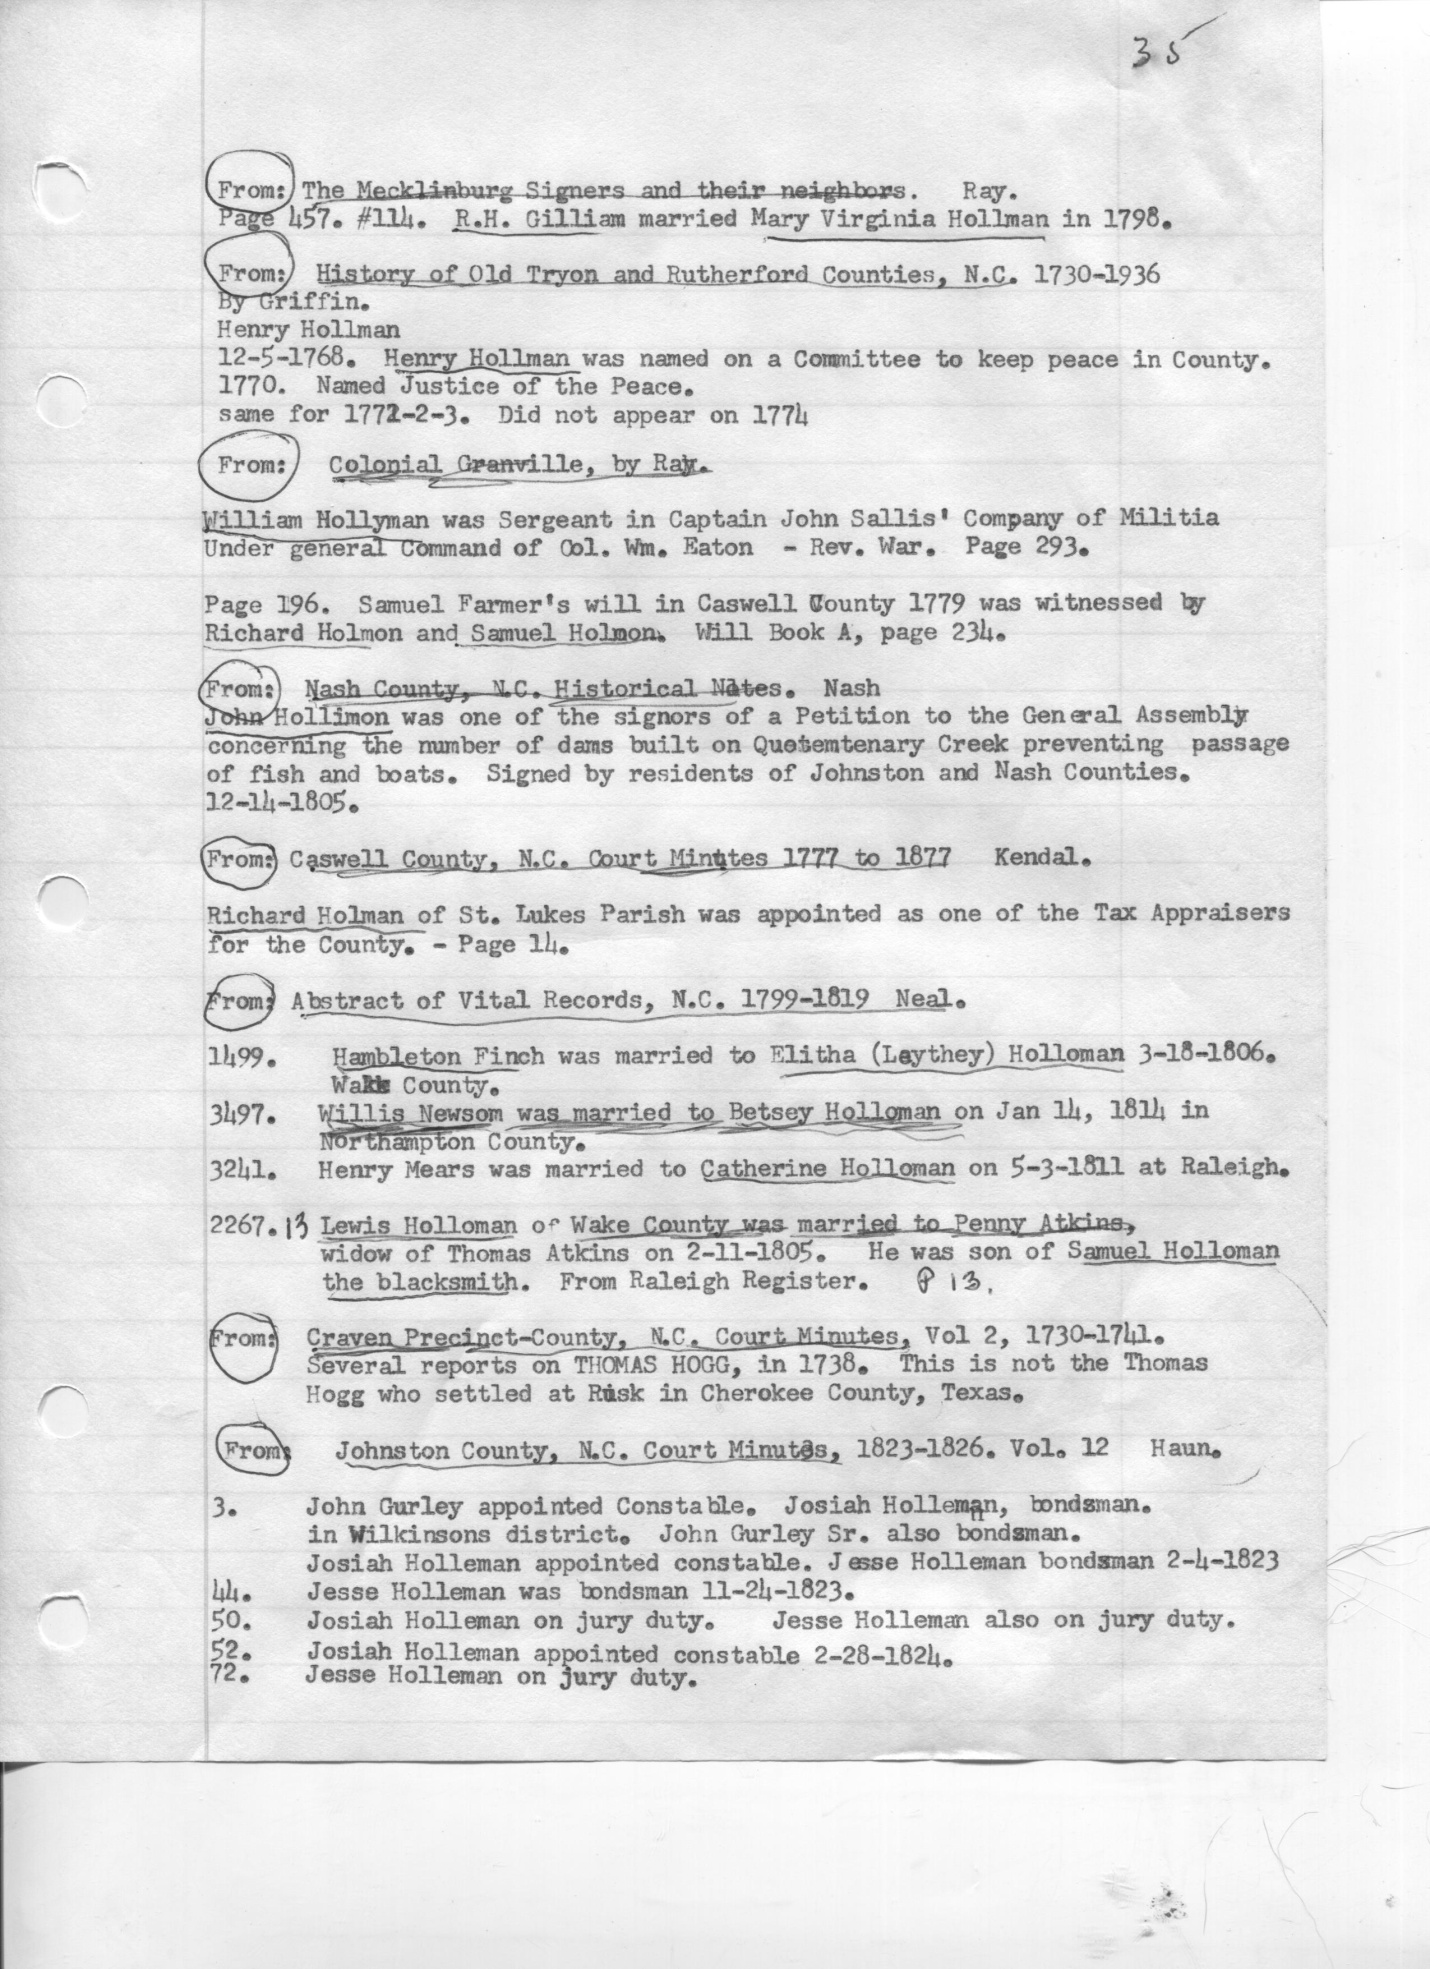 35
From: The Mecklinburg Signers and their neighbors. Ray.
Page 457. #114. R.H. Gilliam married Mary Virginia Hollman in 1798.
From: History of Old Tryon and Rutherford Counties, N.C. 1730-1936
By Griffin.
Henry Hollman
12-5-1768. Henry Hollman was named on a Committee to keep peace in County.
1770. Named Justice of the Peace.
same for 1771-2-3. Did not appear on 1774
From: Colonial Granville, by Ray.
William Hollyman was Sergeant in Captain John Sallis' Company of Militia
Under general Command of Col. Wm. Eaton - Rev. War. Page 293.
Page 196. Samuel Farmer's will in Caswell County 1779 was witnessed by
Richard Holmon and Samuel Holmon. Will Book A, page 234.
From: Nash County, N.C. Historical Notes. Nash
John Hollimon was one of the signors of a Petition to the General Assembly
concerning the number of dams built on Quetemtenary Creek preventing passage
of fish and boats. Signed by residents of Johnston and Nash Counties.
12-14-1805.
From: Caswell County, N.C. Court Minutes 1777 to 1877 Kendal.
Richard Holman of St. Lukes Parish was appointed as one of the Tax Appraisers
for the County. - Page 14.
From: Abstract of Vital Records, N.C. 1799-1819 Neal.
1499. Hambleton Finch was married to Elitha (Leythey) Holloman 3-18-1806.
Wake County.
3497. Willis Newsom was married to Betsey Holloman on Jan 14, 1814 in
Northampton County.
3241. Henry Mears was married to Catherine Holloman on 5-3-1811 at Raleigh.
2267. 13 Lewis Holloman of Wake County was married to Penny Atkins,
widow of Thomas Atkins on 2-11-1805. He was son of Samuel Holloman
the blacksmith. From Raleigh Register. P 13.
From: Craven Precinct-County, N.C. Court Minutes, Vol 2, 1730-1741.
Several reports on THOMAS HOGG, in 1738. This is not the Thomas
Hogg who settled at Rusk in Cherokee County, Texas.
From: Johnston County, N.C. Court Minutes, 1823-1826. Vol. 12 Haun.
3. John Gurley appointed Constable. Josiah Holleman, bondsman.
in Wilkinsons district. John Gurley Sr. also bondsman.
Josiah Holleman appointed constable. Jesse Holleman bondsman 2-4-1823
44. Jesse Holleman was bondsman 11-24-1823.
50. Josiah Holleman on jury duty. Jesse Holleman also on jury duty.
52. Josiah Holleman appointed constable 2-28-1824.
72. Jesse Holleman on jury duty.